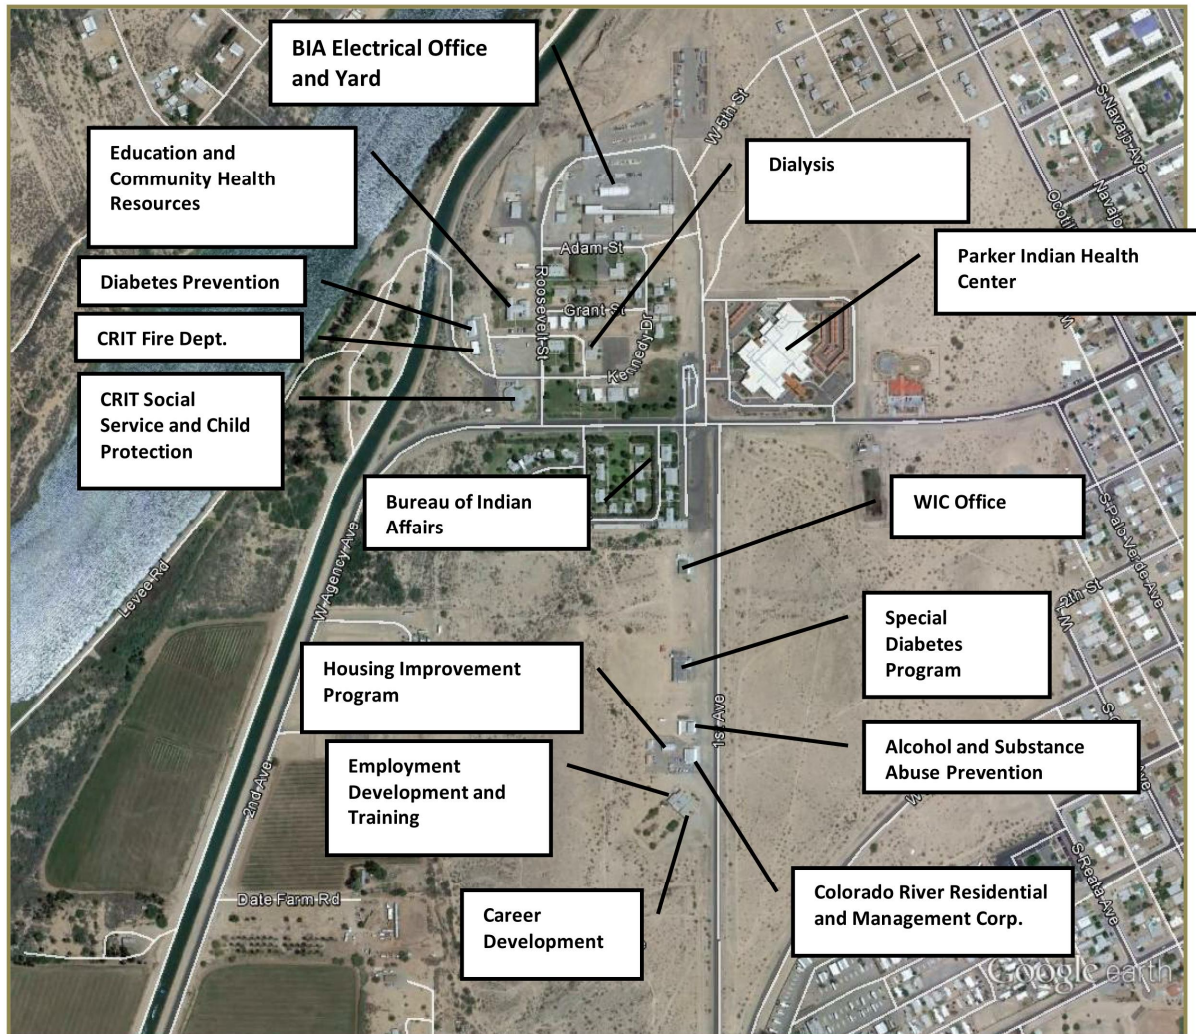 BIA Electrical Office
and Yard
Education and
Community Health
Resources
Dialysis
Parker Indian Health
Center
Diabetes Prevention
CRIT Fire Dept.
CRIT Social
Service and Child
Protection
Bureau of Indian
Affairs
WIC Office
Special
Diabetes
Program
Housing Improvement
Program
Alcohol and Substance
Abuse Prevention
Employment
Development and
Training
Colorado River Residential
and Management Corp.
Career
Development
W 5th St
S Navajo Ave
Navajo
Adam St
Roosevelt St
Grant St
Kennedy Dr
Levee Rd
W Agency Ave
S Palo Verde Ave
1st Ave
2nd Ave
Date Farm Rd
S Reata Ave
Google earth